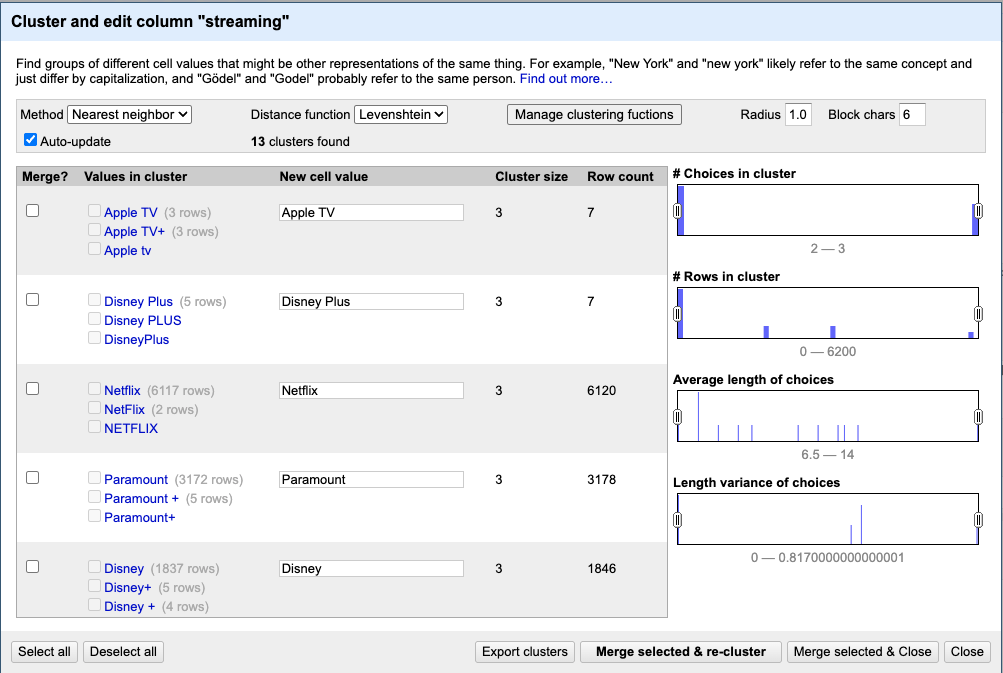 Cluster and edit column "streaming"
Find groups of different cell values that might be other representations of the same thing. For example, "New York" and "new york" likely refer to the same concept and
just differ by capitalization, and "Gödel" and "Godel" probably refer to the same person. Find out more…
Method Nearest neighbor Distance function Levenshtein Manage clustering fuctions Radius 1.0 Block chars 6
Auto-update 13 clusters found
Merge? Values in cluster New cell value Cluster size Row count
Apple TV (3 rows) Apple TV 3 7
Apple TV+ (3 rows)
Apple tv
Disney Plus (5 rows) Disney Plus 3 7
Disney PLUS
DisneyPlus
Netflix (6117 rows) Netflix 3 6120
NetFlix (2 rows)
NETFLIX
Paramount (3172 rows) Paramount 3 3178
Paramount + (5 rows)
Paramount+
Disney (1837 rows) Disney 3 1846
Disney+ (5 rows)
Disney + (4 rows)
# Choices in cluster
2 — 3
# Rows in cluster
0 — 6200
Average length of choices
6.5 — 14
Length variance of choices
0 — 0.8170000000000001
Select all Deselect all Export clusters Merge selected & re-cluster Merge selected & Close Close